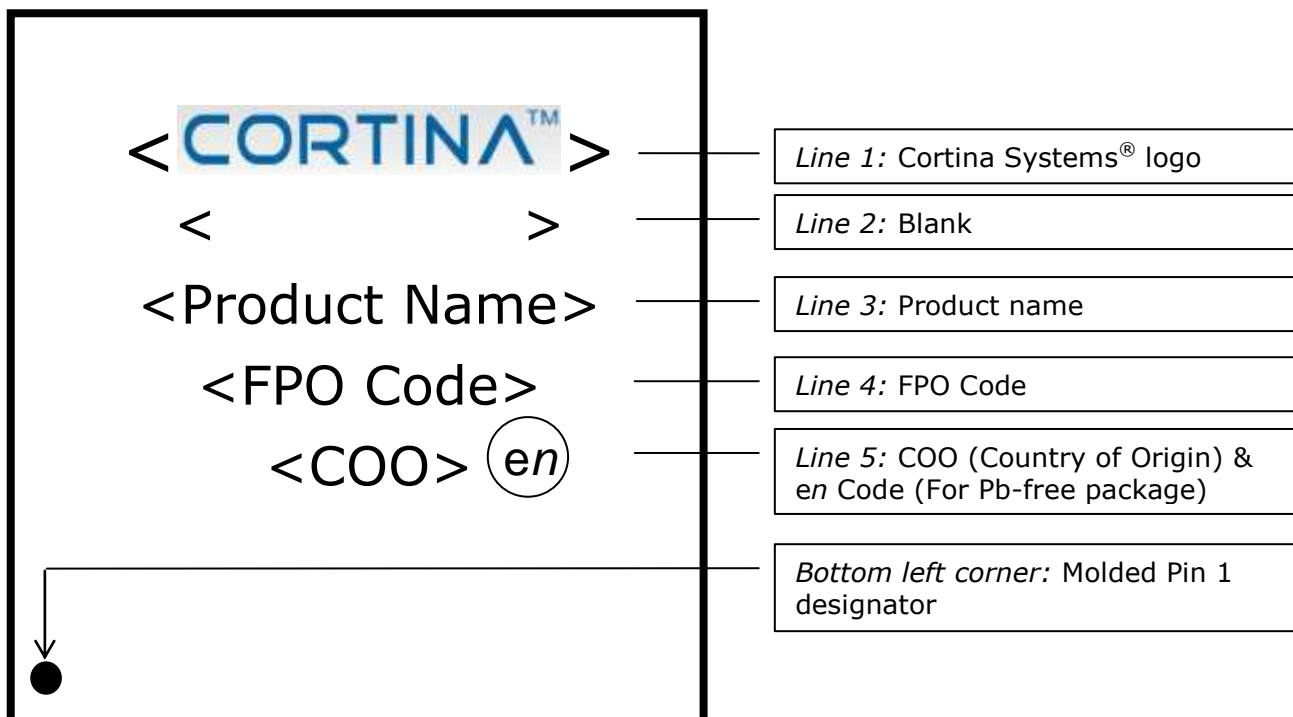 <CORTINA™>
< >
<Product Name>
<FPO Code>
<COO> en
Line 1: Cortina Systems® logo
Line 2: Blank
Line 3: Product name
Line 4: FPO Code
Line 5: COO (Country of Origin) &
en Code (For Pb-free package)
Bottom left corner: Molded Pin 1
designator